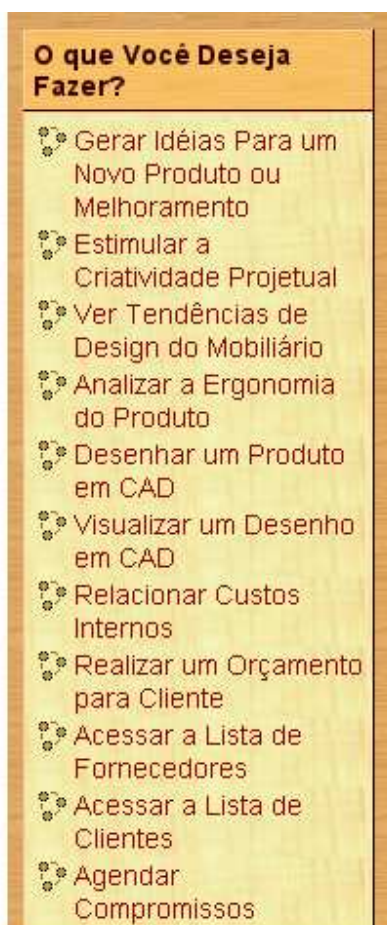 O que Você Deseja
Fazer?
Gerar Idéias Para um
Novo Produto ou
Melhoramento
Estimular a
Criatividade Projetual
Ver Tendências de
Design do Mobiliário
Analizar a Ergonomia
do Produto
Desenhar um Produto
em CAD
Visualizar um Desenho
em CAD
Relacionar Custos
Internos
Realizar um Orçamento
para Cliente
Acessar a Lista de
Fornecedores
Acessar a Lista de
Clientes
Agendar
Compromissos